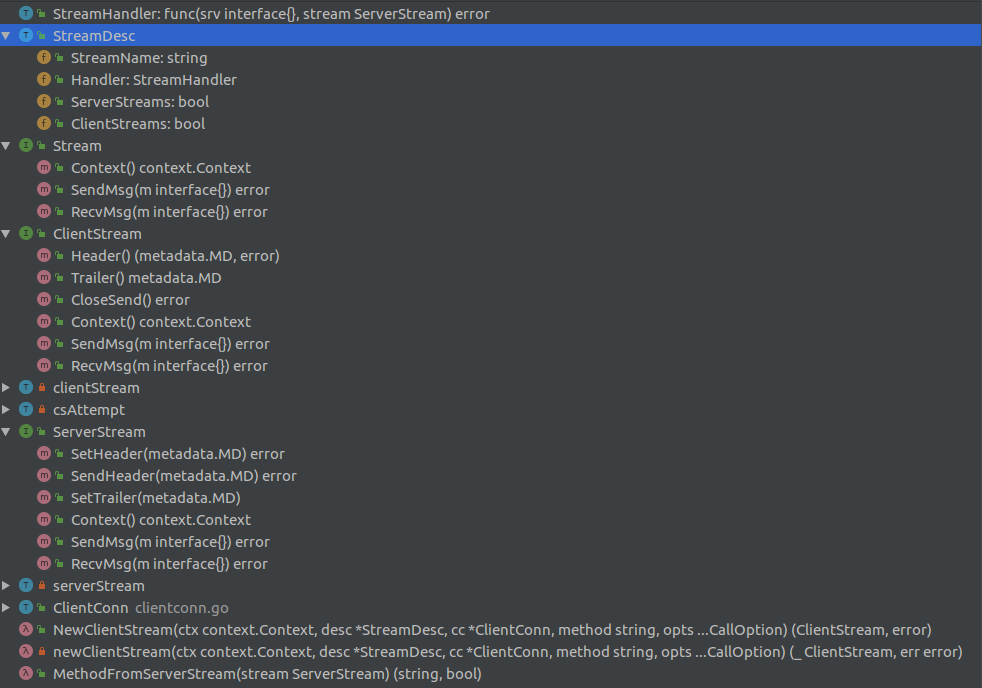 StreamHandler: func(srv interface{}, stream ServerStream) error
StreamDesc
StreamName: string
Handler: StreamHandler
ServerStreams: bool
ClientStreams: bool
Stream
Context() context.Context
SendMsg(m interface{}) error
RecvMsg(m interface{}) error
ClientStream
Header() (metadata.MD, error)
Trailer() metadata.MD
CloseSend() error
Context() context.Context
SendMsg(m interface{}) error
RecvMsg(m interface{}) error
clientStream
csAttempt
ServerStream
SetHeader(metadata.MD) error
SendHeader(metadata.MD) error
SetTrailer(metadata.MD)
Context() context.Context
SendMsg(m interface{}) error
RecvMsg(m interface{}) error
serverStream
ClientConn clientconn.go
NewClientStream(ctx context.Context, desc *StreamDesc, cc *ClientConn, method string, opts ...CallOption) (ClientStream, error)
newClientStream(ctx context.Context, desc *StreamDesc, cc *ClientConn, method string, opts ...CallOption) (_ ClientStream, err error)
MethodFromServerStream(stream ServerStream) (string, bool)